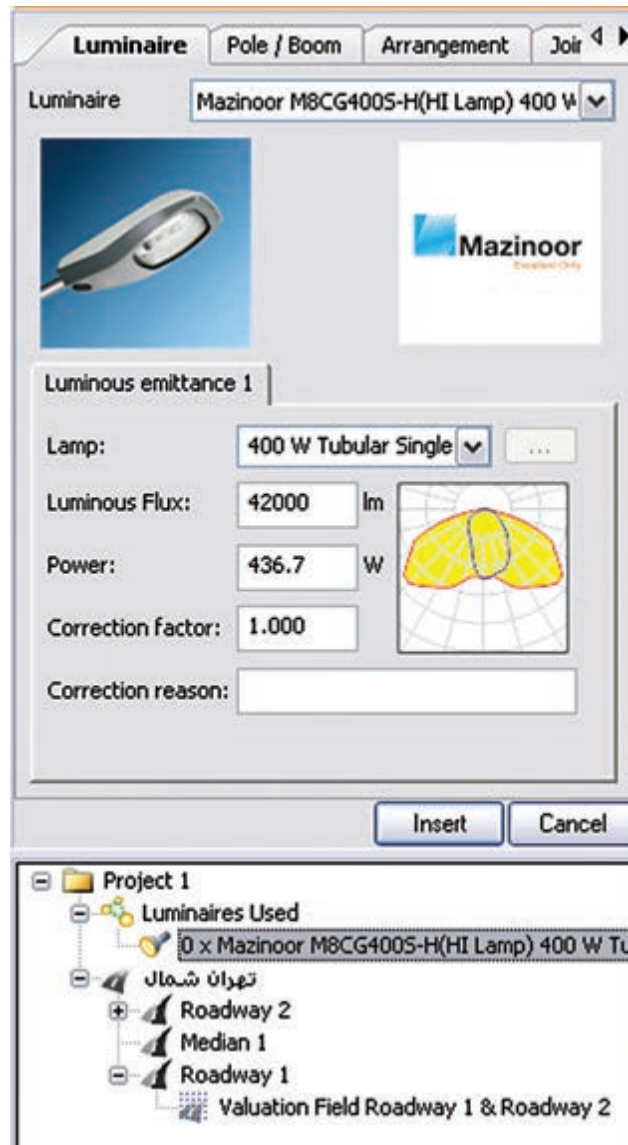 Luminaire Pole / Boom Arrangement Join
Luminaire Mazinoor M8CG400S-H(HI Lamp) 400 W
Mazinoor
Excellent Only
Luminous emittance 1
Lamp: 400 W Tubular Single ...
Luminous Flux: 42000 lm
Power: 436.7 W
Correction factor: 1.000
Correction reason:
Insert Cancel
Project 1
Luminaires Used
0 x Mazinoor M8CG400S-H(HI Lamp) 400 W Tu
تهران شمال
Roadway 2
Median 1
Roadway 1
Valuation Field Roadway 1 & Roadway 2